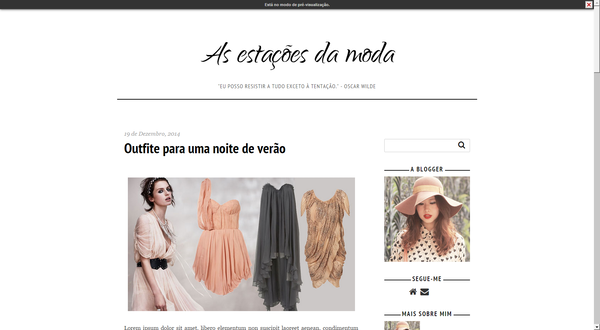 Está no modo de pré-visualização.
As estações da moda
"EU POSSO RESISTIR A TUDO EXCETO À TENTAÇÃO." - OSCAR WILDE
19 de Dezembro, 2014
Outfite para uma noite de verão
A BLOGGER
SEGUE-ME
MAIS SOBRE MIM
Lorem ipsum dolor sit amet, libero elementum non suscipit laoreet aenean, condimentum